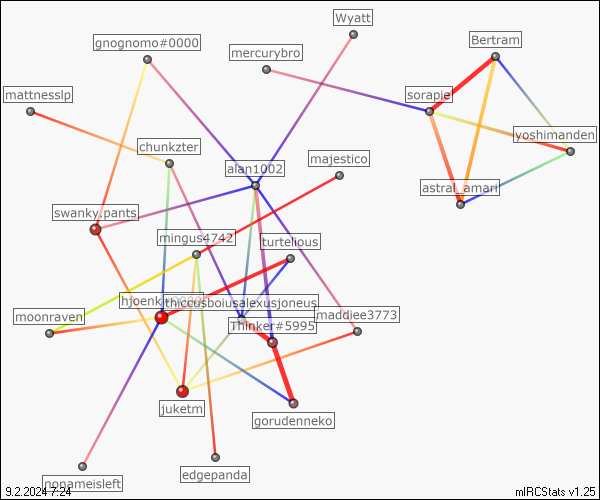 Wyatt
gnognomo#0000
Bertram
mercurybro
mattnesslp
sorapie
yoshimanden
chunkzter
majestico
alan1002
astral_amari
swanky.pants
mingus4742
turtelious
thiccusboiusalexusjoneus
moonraven
maddiee3773
Thinker#5995
juketm
gorudenneko
edgepanda
nonameisleft
9.2.2024 7:24
mIRCStats v1.25